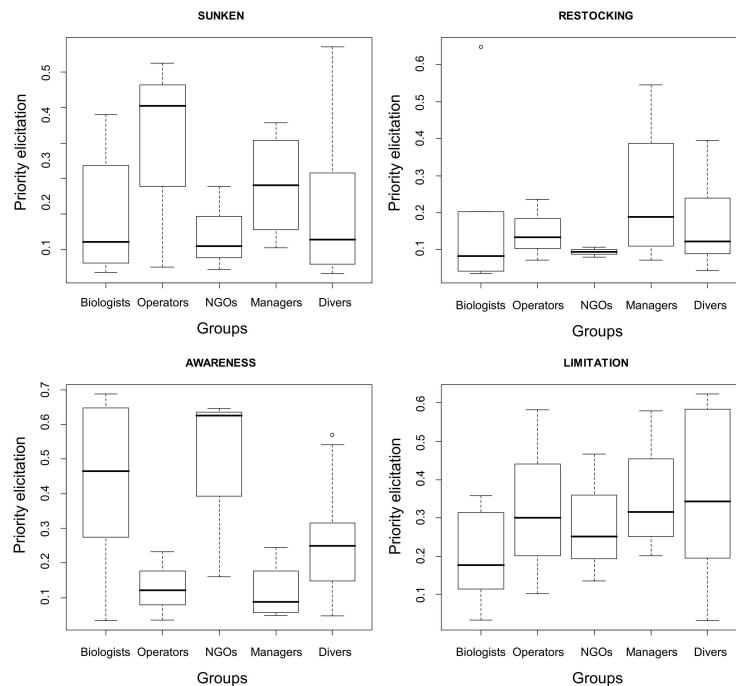 SUNKEN
Priority elicitation
0.5
0.4
0.3
0.2
0.1
Biologists Operators NGOs Managers Divers
Groups
RESTOCKING
Priority elicitation
0.6
0.5
0.4
0.3
0.2
0.1
Biologists Operators NGOs Managers Divers
Groups
AWARENESS
Priority elicitation
0.7
0.6
0.5
0.4
0.3
0.2
0.1
Biologists Operators NGOs Managers Divers
Groups
LIMITATION
Priority elicitation
0.6
0.5
0.4
0.3
0.2
0.1
Biologists Operators NGOs Managers Divers
Groups